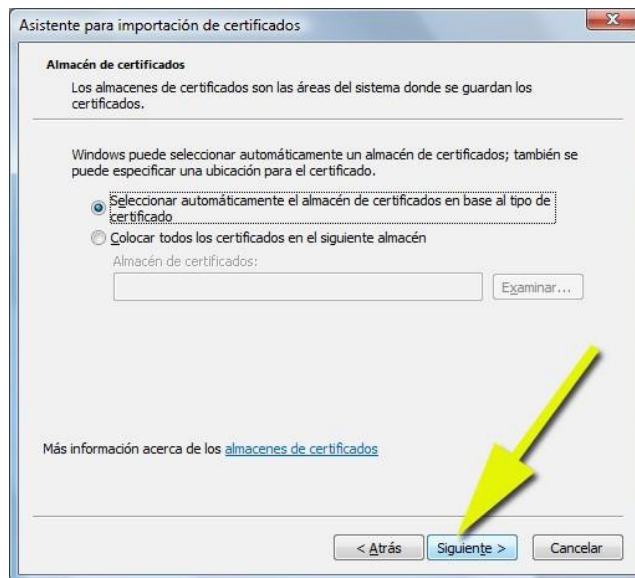 Asistente para importación de certificados
Almacén de certificados
Los almacenes de certificados son las áreas del sistema donde se guardan los
certificados.
Windows puede seleccionar automáticamente un almacén de certificados; también se
puede especificar una ubicación para el certificado.
Seleccionar automáticamente el almacén de certificados en base al tipo de
certificado
Colocar todos los certificados en el siguiente almacén
Almacén de certificados:
Examinar...
Más información acerca de los almacenes de certificados
< Atrás Siguiente > Cancelar